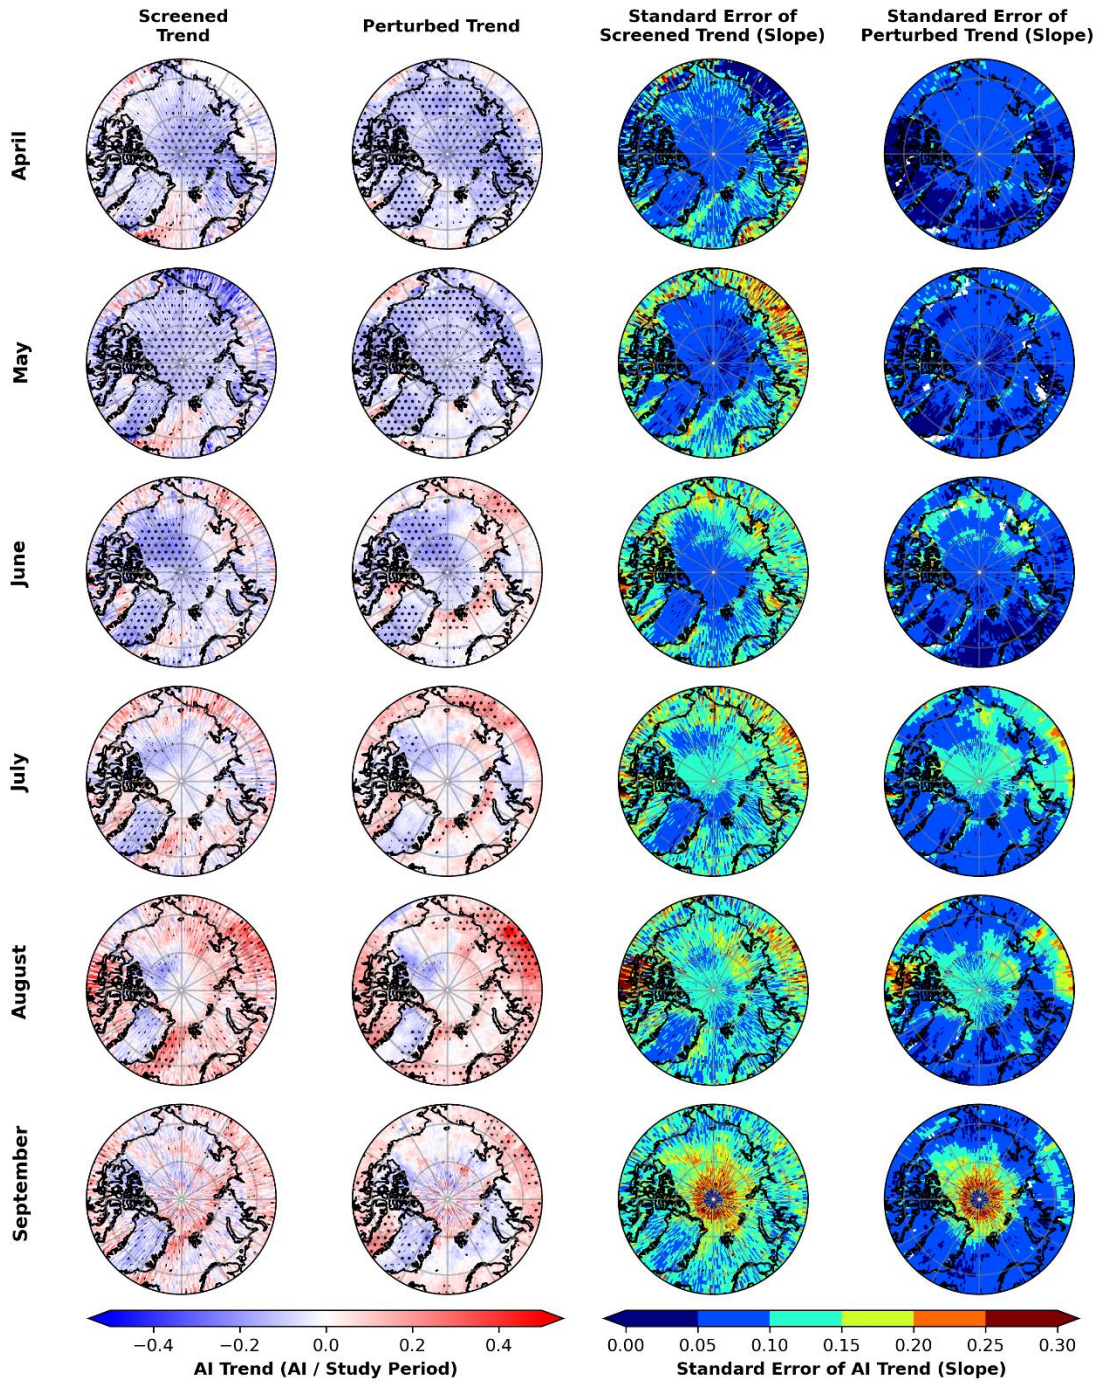 Screened
Trend
Perturbed Trend
Standard Error of
Screened Trend (Slope)
Standared Error of
Perturbed Trend (Slope)
April
May
June
July
August
September
−0.4 −0.2 0.0 0.2 0.4
AI Trend (AI / Study Period)
0.00 0.05 0.10 0.15 0.20 0.25 0.30
Standard Error of AI Trend (Slope)